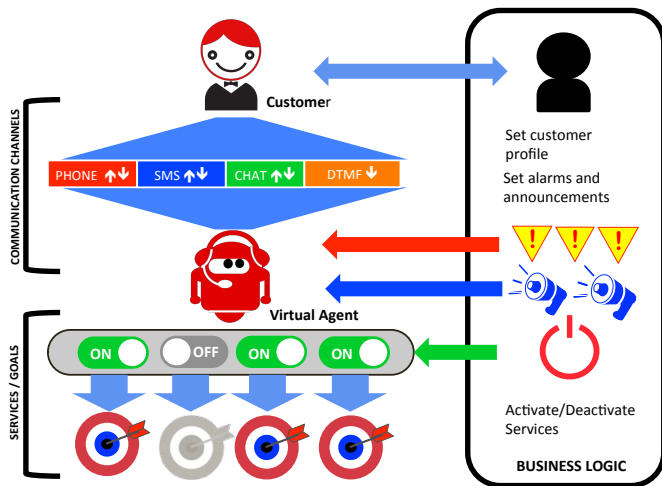 Customer
COMMUNICATION CHANNELS
PHONE
SMS
CHAT
DTMF
Virtual Agent
SERVICES / GOALS
ON
OFF
ON
ON
Set customer
profile
Set alarms and
announcements
!
!
!
Activate/Deactivate
Services
BUSINESS LOGIC